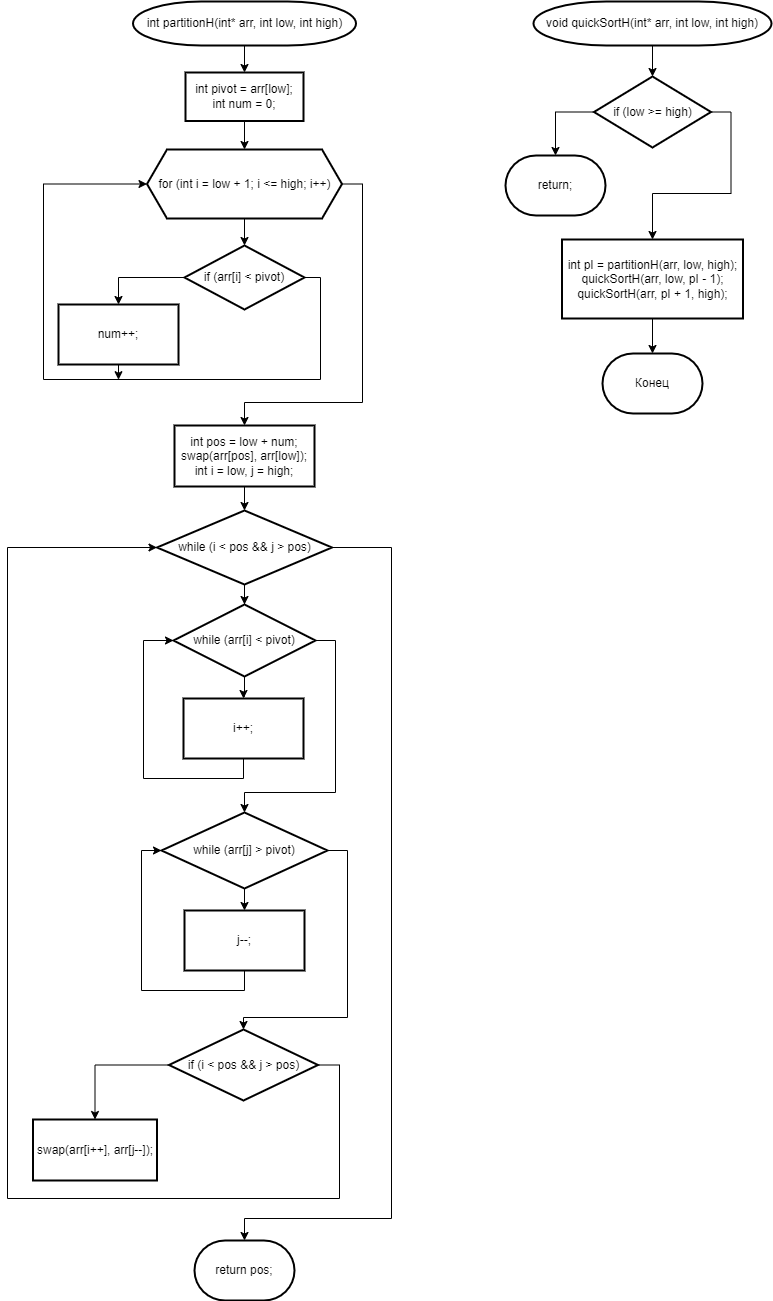 int partitionH(int* arr, int low, int high)
int pivot = arr[low];
int num = 0;
for (int i = low + 1; i <= high; i++)
if (arr[i] < pivot)
num++;
int pos = low + num;
swap(arr[pos], arr[low]);
int i = low, j = high;
while (i < pos && j > pos)
while (arr[i] < pivot)
i++;
while (arr[j] > pivot)
j--;
if (i < pos && j > pos)
swap(arr[i++], arr[j--]);
return pos;
void quickSortH(int* arr, int low, int high)
if (low >= high)
return;
int pl = partitionH(arr, low, high);
quickSortH(arr, low, pl - 1);
quickSortH(arr, pl + 1, high);
Конец